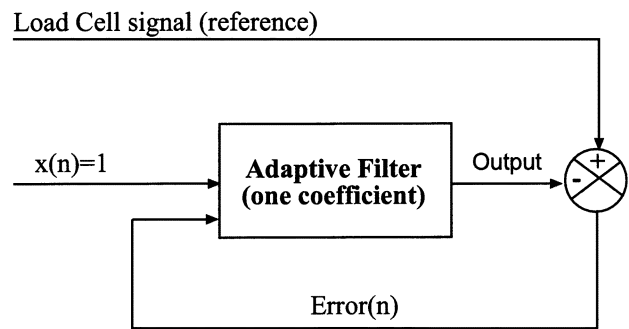 Load Cell signal (reference)
x(n)=1
Adaptive Filter
(one coefficient)
Output
+
-
Error(n)